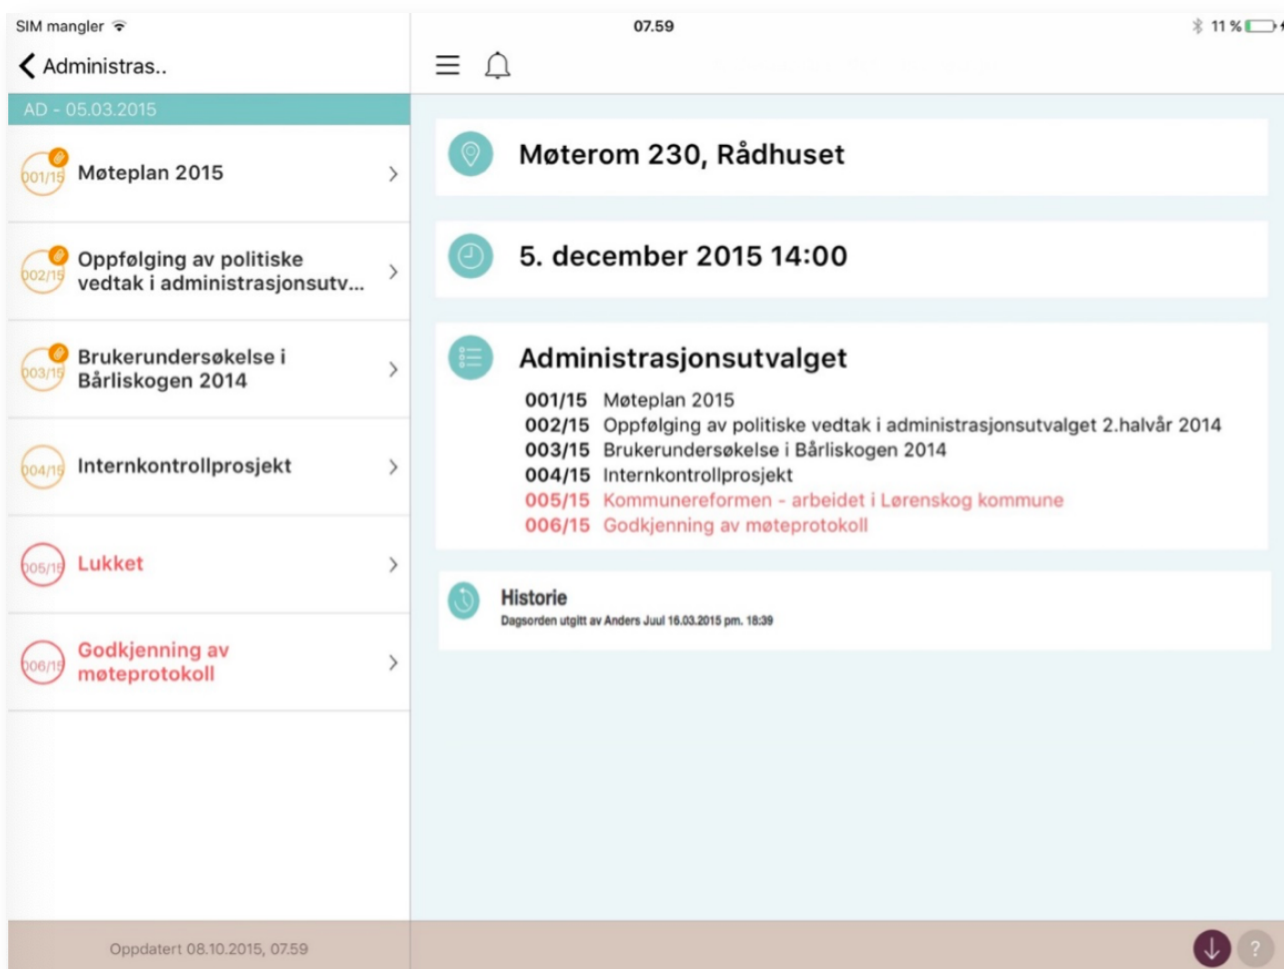 SIM mangler
07.59
11 %
Administras..
AD - 05.03.2015
001/15
Møteplan 2015
002/15
Oppfølging av politiske
vedtak i administrasjonsutv...
003/15
Brukerundersøkelse i
Bårliskogen 2014
004/15
Internkontrollprosjekt
005/15
Lukket
006/15
Godkjenning av
møteprotokoll
Oppdatert 08.10.2015, 07.59
Møterom 230, Rådhuset
5. december 2015 14:00
Administrasjonsutvalget
001/15 Møteplan 2015
002/15 Oppfølging av politiske vedtak i administrasjonsutvalget 2.halvår 2014
003/15 Brukerundersøkelse i Bårliskogen 2014
004/15 Internkontrollprosjekt
005/15 Kommunereformen - arbeidet i Lørenskog kommune
006/15 Godkjenning av møteprotokoll
Historie
Dagsorden utgitt av Anders Juul 16.03.2015 pm. 18:39
?